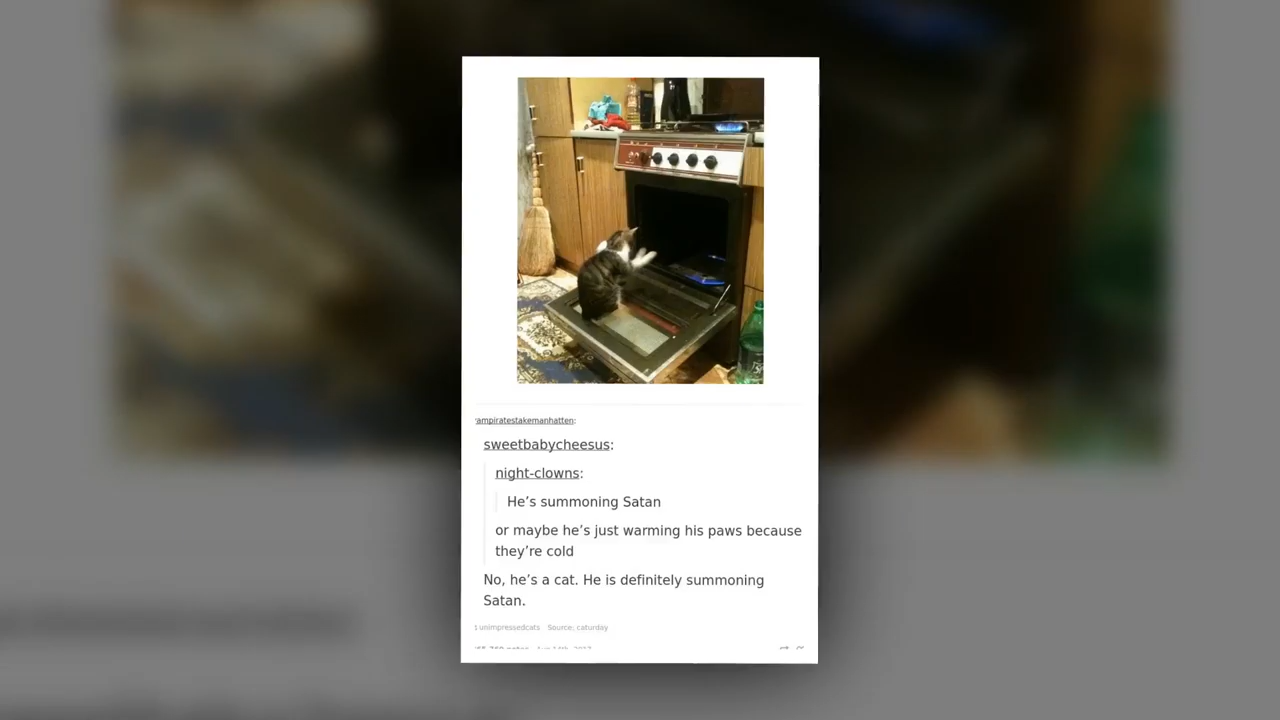 ampiratestakemanhatten:
sweetbabycheesus:
night-clowns:
He’s summoning Satan
or maybe he’s just warming his paws because
they’re cold
No, he’s a cat. He is definitely summoning
Satan.
unimpressedcats Source: caturday